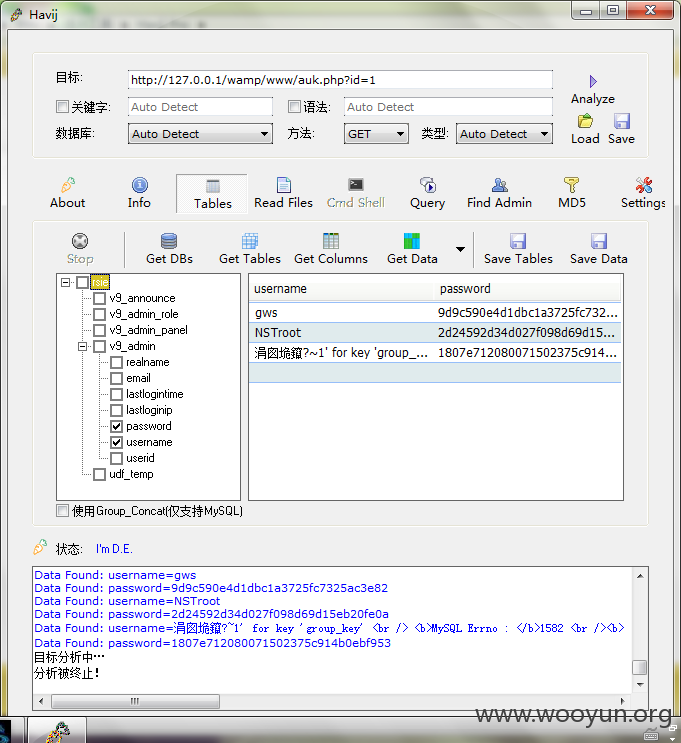 Havij
目标: http://127.0.0.1/wamp/www/auk.php?id=1
Analyze
关键字: Auto Detect 语法: Auto Detect
Load Save
数据库: Auto Detect 方法: GET 类型: Auto Detect
About Info Tables Read Files Cmd Shell Query Find Admin MD5 Settings
Stop Get DBs Get Tables Get Columns Get Data Save Tables Save Data
username password
v9_announce
v9_admin_role
v9_admin_panel
v9_admin
realname
email
lastlogintime
lastloginip
password
username
userid
udf_temp
gws 9d9c590e4d1dbc1a3725fc732...
NSTroot 2d24592d34d027f098d69d15...
?~1' for key 'group_... 1807e712080071502375c914...
使用Group_Concat(仅支持MySQL)
状态: I'm D.E.
Data Found: username=gws
Data Found: password=9d9c590e4d1dbc1a3725fc7325ac3e82
Data Found: username=NSTroot
Data Found: password=2d24592d34d027f098d69d15eb20fe0a
Data Found: username=?~1' for key 'group_key' <br /> <b>MySQL Errno : </b>1582 <br /><b>
Data Found: password=1807e712080071502375c914b0ebf953
目标分析中…
分析被终止!
www.wooyun.org